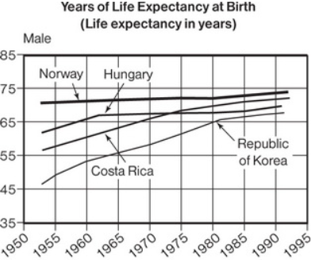 Years of Life Expectancy at Birth
(Life expectancy in years)
Male
85
75
65
55
45
35
Norway
Hungary
Costa Rica
Republic
of Korea
1950
1955
1960
1965
1970
1975
1980
1985
1990
1995